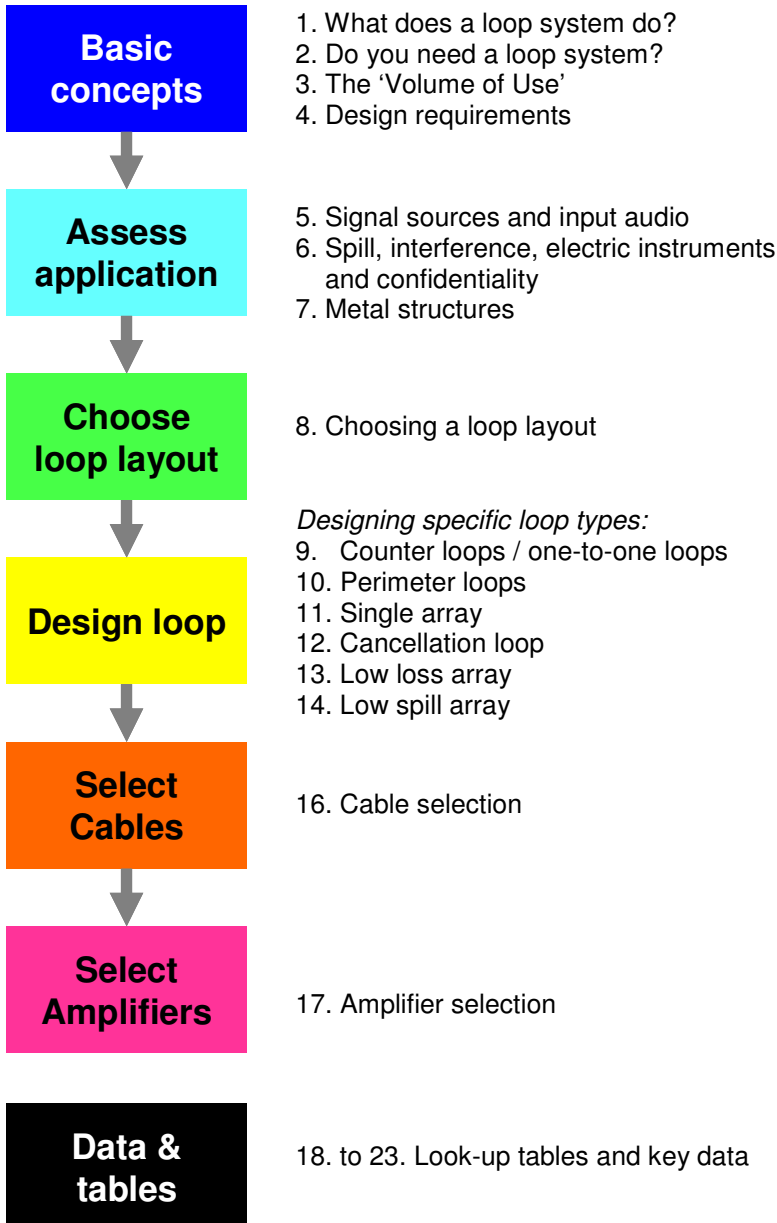 Basic
concepts
1. What does a loop system do?
2. Do you need a loop system?
3. The ‘Volume of Use’
4. Design requirements
Assess
application
5. Signal sources and input audio
6. Spill, interference, electric instruments
and confidentiality
7. Metal structures
Choose
loop layout
8. Choosing a loop layout
Design loop
Designing specific loop types:
9. Counter loops / one-to-one loops
10. Perimeter loops
11. Single array
12. Cancellation loop
13. Low loss array
14. Low spill array
Select
Cables
16. Cable selection
Select
Amplifiers
17. Amplifier selection
Data &
tables
18. to 23. Look-up tables and key data